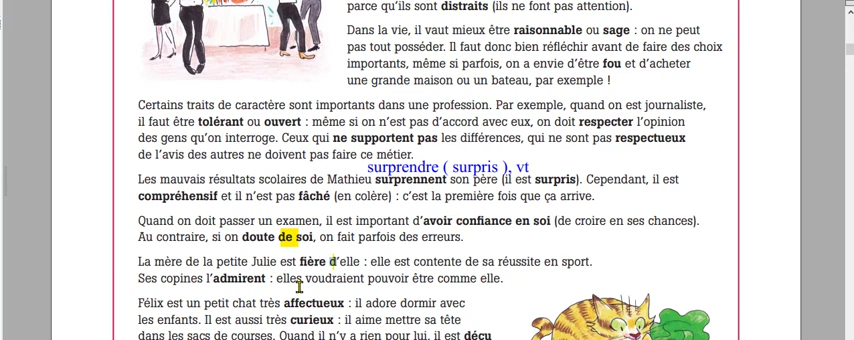 parce qu'ils sont distraits (ils ne font pas attention).
Dans la vie, il vaut mieux être raisonnable ou sage : on ne peut
pas tout posséder. Il faut donc bien réfléchir avant de faire des choix
importants, même si parfois, on a envie d'être fou et d'acheter
une grande maison ou un bateau, par exemple !
Certains traits de caractère sont importants dans une profession. Par exemple, quand on est journaliste,
il faut être tolérant ou ouvert : même si on n'est pas d'accord avec eux, on doit respecter l'opinion
des gens qu'on interroge. Ceux qui ne supportent pas les différences, qui ne sont pas respectueux
de l'avis des autres ne doivent pas faire ce métier.
surprendre ( surpris ), vt
Les mauvais résultats scolaires de Mathieu surprennent son père (il est surpris). Cependant, il est
compréhensif et il n'est pas fâché (en colère) : c'est la première fois que ça arrive.
Quand on doit passer un examen, il est important d'avoir confiance en soi (de croire en ses chances).
Au contraire, si on doute de soi, on fait parfois des erreurs.
La mère de la petite Julie est fière d'elle : elle est contente de sa réussite en sport.
Ses copines l'admirent : elles voudraient pouvoir être comme elle.
Félix est un petit chat très affectueux : il adore dormir avec
les enfants. Il est aussi très curieux : il aime mettre sa tête
dans les sacs de courses. Quand il n'y a rien pour lui, il est déçu